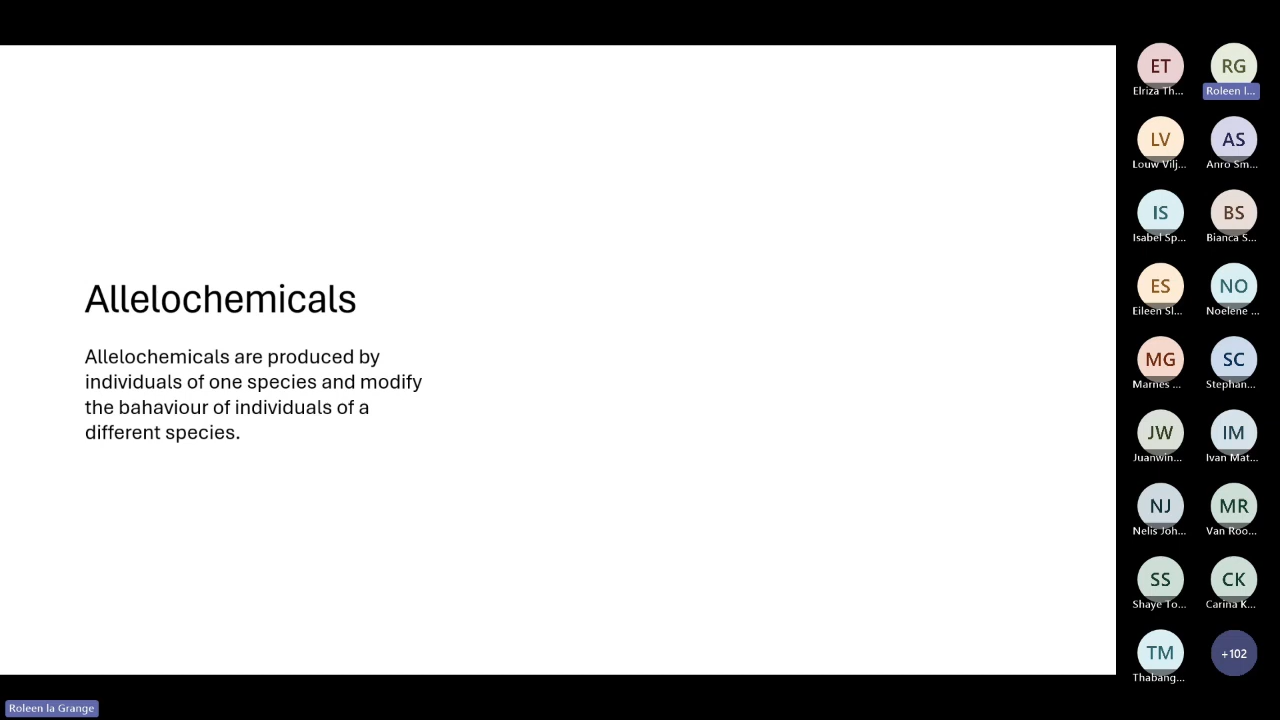 Allelochemicals
Allelochemicals are produced by
individuals of one species and modify
the bahaviour of individuals of a
different species.
ET
Elriza Th...
RG
Roleen l...
LV
Louw Vilj...
AS
Anro Sm...
IS
Isabel Sp...
BS
Bianca S...
ES
Eileen Sl...
NO
Noelene ...
MG
Marnes ...
SC
Stephan...
JW
Juanwin...
IM
Ivan Mat...
NJ
Nelis Joh...
MR
Van Roo...
SS
Shaye To...
CK
Carina K...
TM
Thabang...
+102
Roleen la Grange